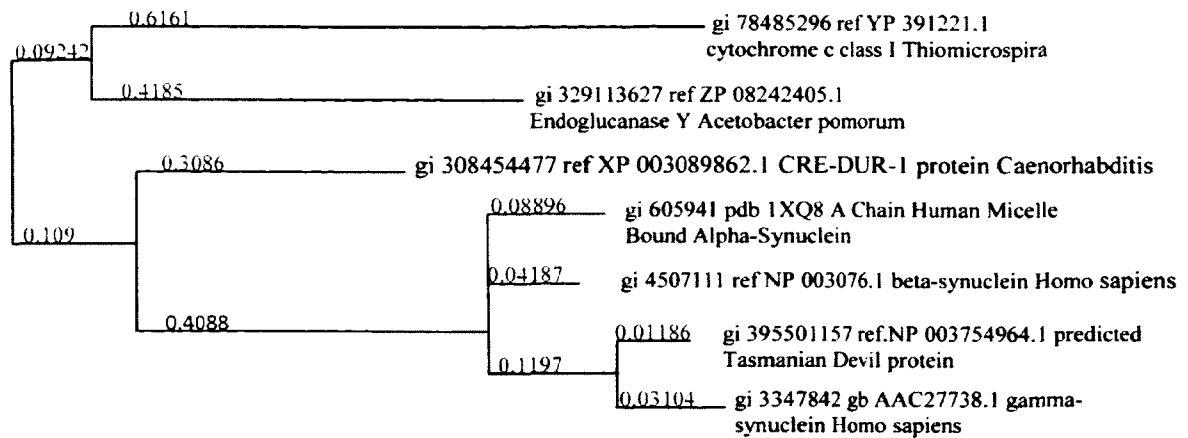 0.6161
gi 78485296 ref YP 391221.1
cytochrome c class I Thiomicrospira
0.09242
0.4185
gi 329113627 ref ZP 08242405.1
Endoglucanase Y Acetobacter pomorum
0.3086
gi 308454477 ref XP 003089862.1 CRE-DUR-1 protein Caenorhabditis
0.08896
gi 605941 pdb 1XQ8 A Chain Human Micelle
Bound Alpha-Synuclein
0.109
0.04187
gi 4507111 ref NP 003076.1 beta-synuclein Homo sapiens
0.4088
0.01186
gi 395501157 ref.NP 003754964.1 predicted
Tasmanian Devil protein
0.1197
0.03104
gi 3347842 gb AAC27738.1 gamma-
synuclein Homo sapiens